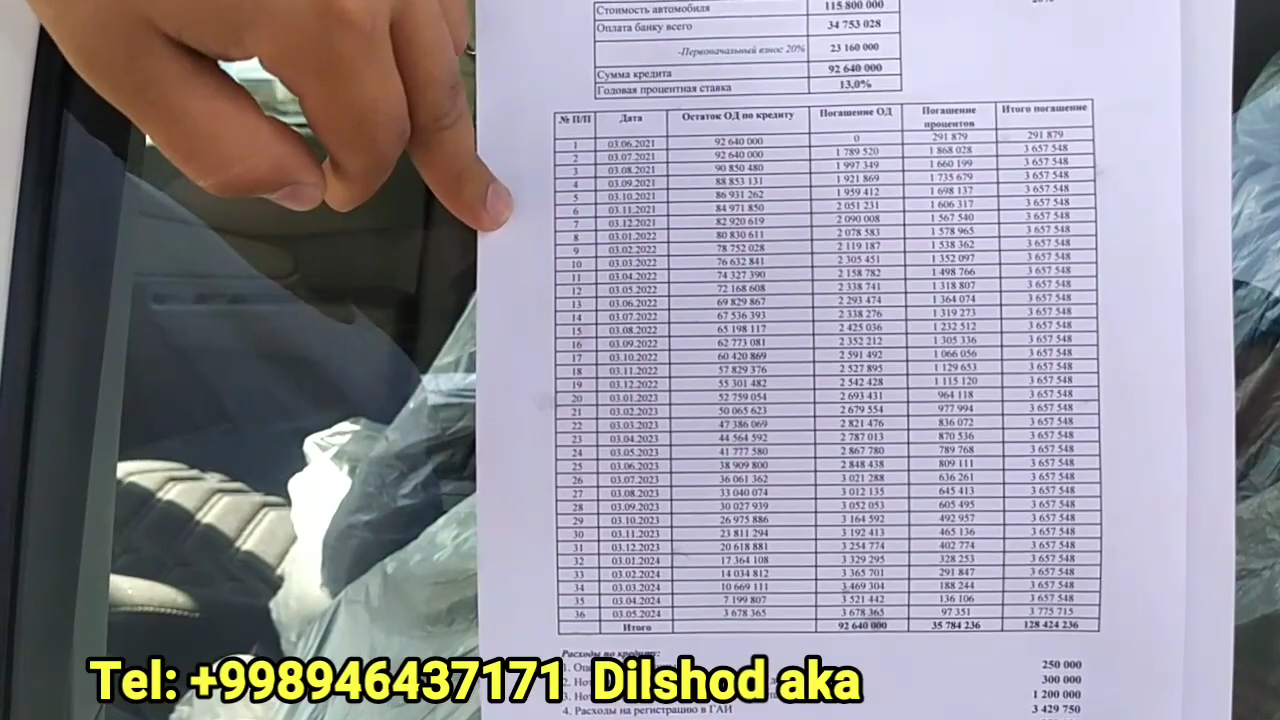 Стоимость автомобиля 115 800 000
Оплата банку всего 34 753 028
-Первоначальный взнос 20% 23 160 000
Сумма кредита 92 640 000
Годовая процентная ставка 13,0%
№ П/П Дата Остаток ОД по кредиту Погашение ОД Погашение процентов Итого погашение
1 03.06.2021 92 640 000 0 291 879 291 879
2 03.07.2021 92 640 000 1 789 520 1 868 028 3 657 548
3 03.08.2021 90 850 480 1 997 349 1 660 199 3 657 548
4 03.09.2021 88 853 131 1 921 869 1 735 679 3 657 548
5 03.10.2021 86 931 262 1 959 412 1 698 137 3 657 548
6 03.11.2021 84 971 850 2 051 231 1 606 317 3 657 548
7 03.12.2021 82 920 619 2 090 008 1 567 540 3 657 548
8 03.01.2022 80 830 611 2 078 583 1 578 965 3 657 548
9 03.02.2022 78 752 028 2 119 187 1 538 362 3 657 548
10 03.03.2022 76 632 841 2 305 451 1 352 097 3 657 548
11 03.04.2022 74 327 390 2 158 782 1 498 766 3 657 548
12 03.05.2022 72 168 608 2 338 741 1 318 807 3 657 548
13 03.06.2022 69 829 867 2 293 474 1 364 074 3 657 548
14 03.07.2022 67 536 393 2 338 276 1 319 273 3 657 548
15 03.08.2022 65 198 117 2 425 036 1 232 512 3 657 548
16 03.09.2022 62 773 081 2 352 212 1 305 336 3 657 548
17 03.10.2022 60 420 869 2 591 492 1 066 056 3 657 548
18 03.11.2022 57 829 376 2 527 895 1 129 653 3 657 548
19 03.12.2022 55 301 482 2 542 428 1 115 120 3 657 548
20 03.01.2023 52 759 054 2 693 431 964 118 3 657 548
21 03.02.2023 50 065 623 2 679 554 977 994 3 657 548
22 03.03.2023 47 386 069 2 821 476 836 072 3 657 548
23 03.04.2023 44 564 592 2 787 013 870 536 3 657 548
24 03.05.2023 41 777 580 2 867 780 789 768 3 657 548
25 03.06.2023 38 909 800 2 848 438 809 111 3 657 548
26 03.07.2023 36 061 362 3 021 288 636 261 3 657 548
27 03.08.2023 33 040 074 3 012 135 645 413 3 657 548
28 03.09.2023 30 027 939 3 052 053 605 495 3 657 548
29 03.10.2023 26 975 886 3 164 592 492 957 3 657 548
30 03.11.2023 23 811 294 3 192 413 465 136 3 657 548
31 03.12.2023 20 618 881 3 254 774 402 774 3 657 548
32 03.01.2024 17 364 108 3 329 295 328 253 3 657 548
33 03.02.2024 14 034 812 3 365 701 291 847 3 657 548
34 03.03.2024 10 669 111 3 469 304 188 244 3 657 548
35 03.04.2024 7 199 807 3 521 442 136 106 3 657 548
36 03.05.2024 3 678 365 3 678 365 97 351 3 775 715
Итого 92 640 000 35 784 236 128 424 236
Расходы по кредиту:
1. 250 000
2. 300 000
3. 1 200 000
4. Расходы на регистрацию в ГАИ 3 429 750
Tel: +998946437171 Dilshod aka